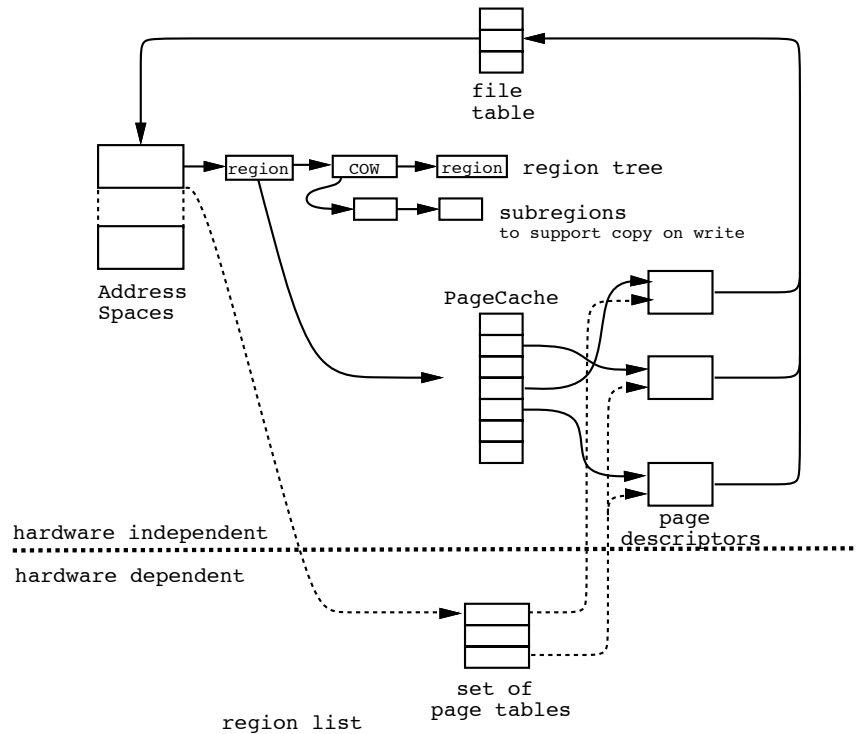 file
table
region
COW
region
region tree
subregions
to support copy on write
Address
Spaces
PageCache
page
descriptors
hardware independent
hardware dependent
set of
page tables
region list